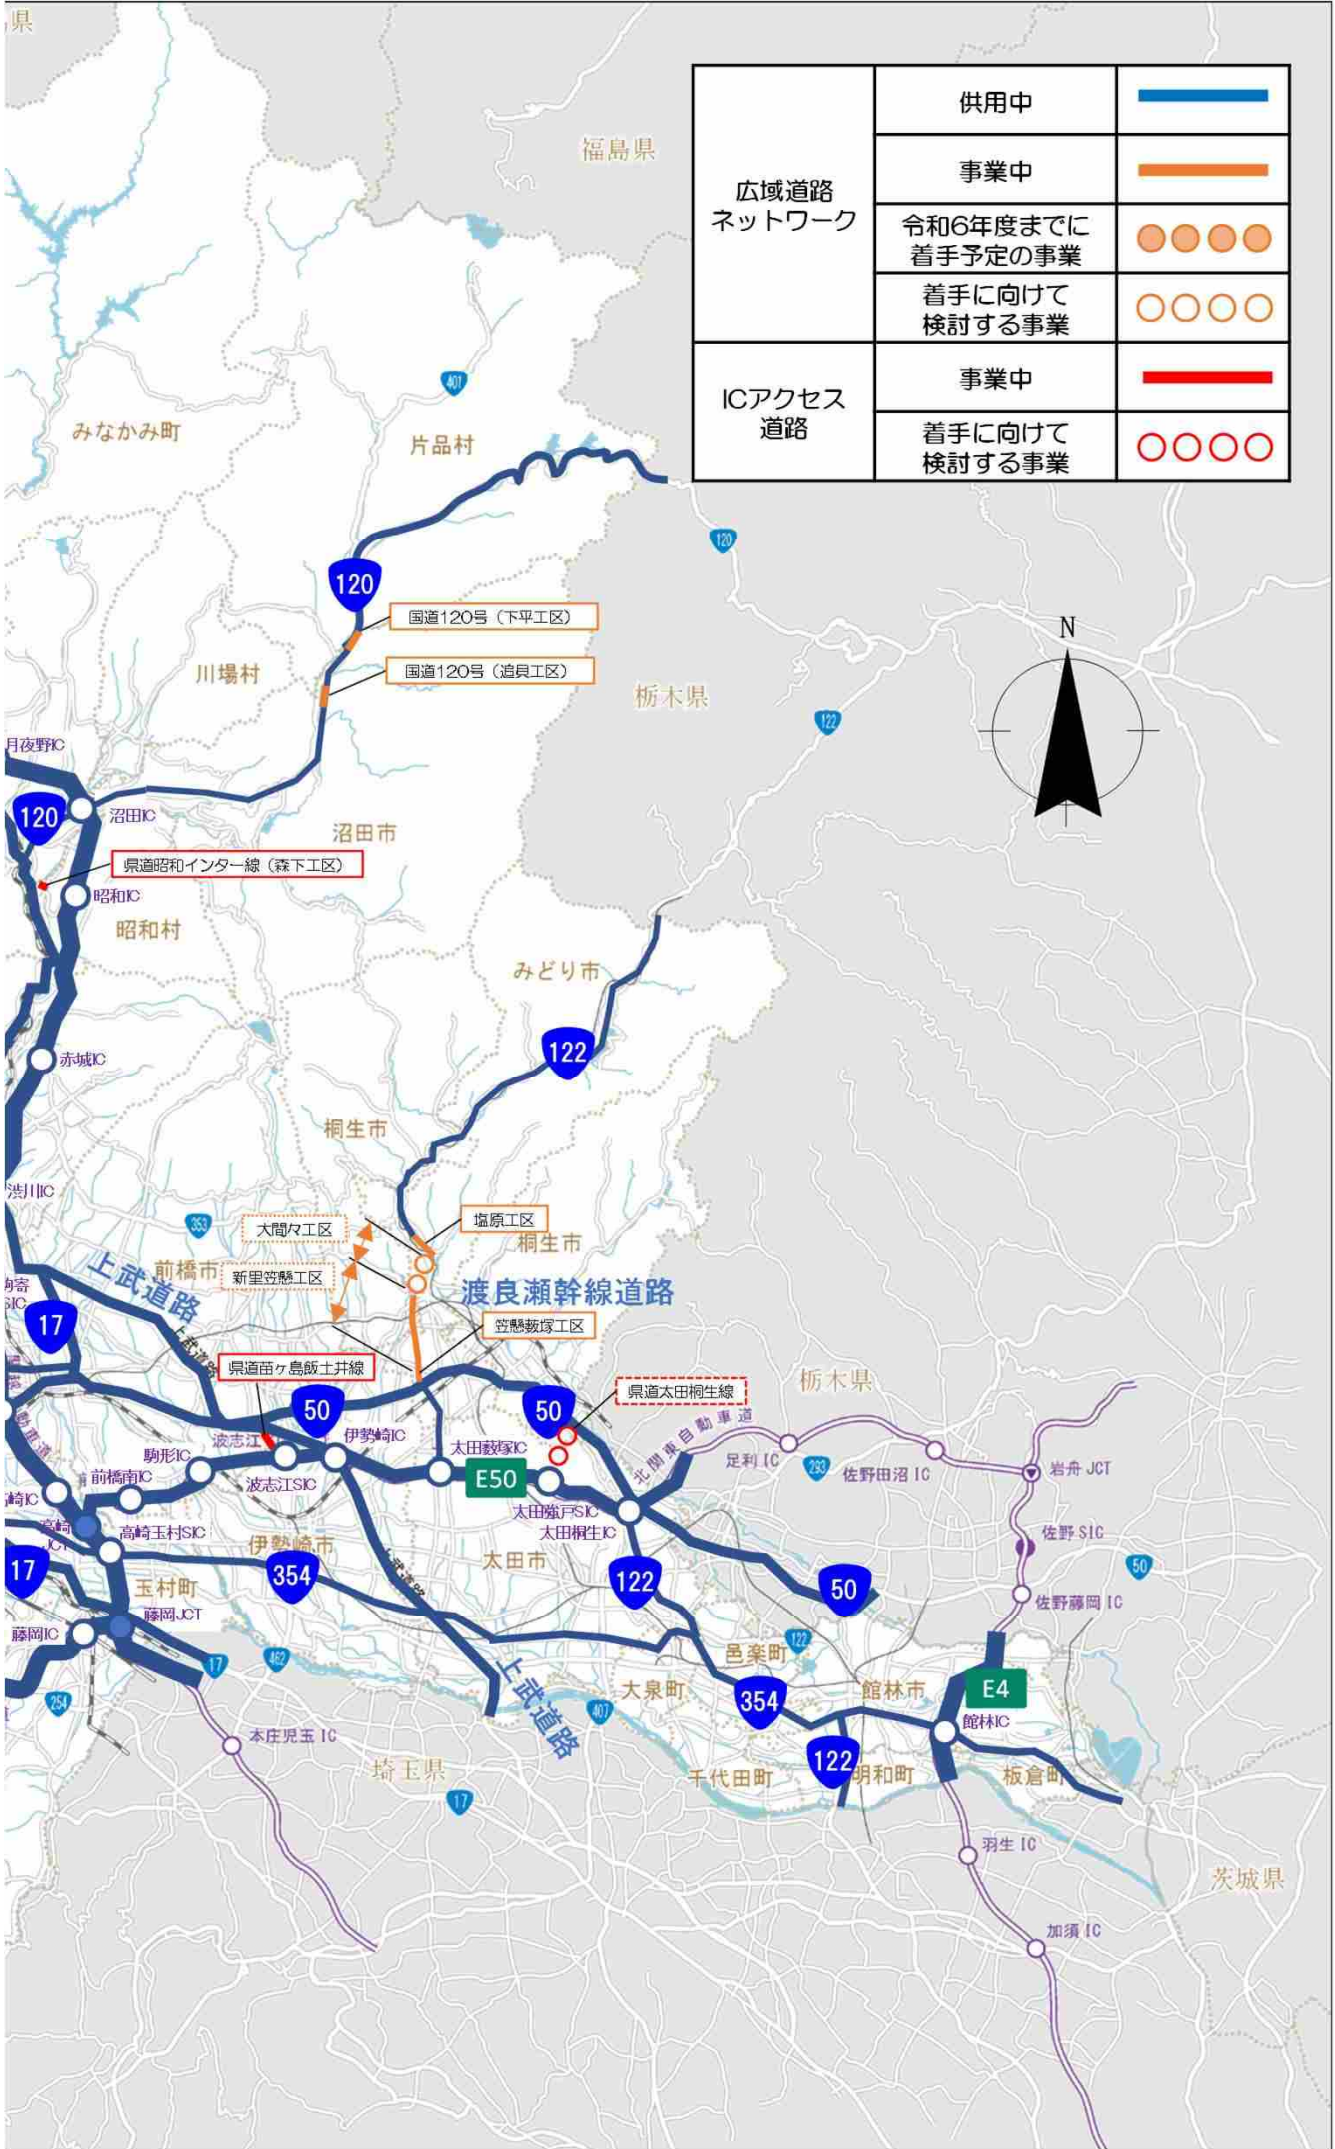 県
福島県
広域道路
ネットワーク
供用中
事業中
令和6年度までに
着手予定の事業
着手に向けて
検討する事業
ICアクセス
道路
事業中
着手に向けて
検討する事業
401
みなかみ町
片品村
120
120
国道120号（下平工区）
N
川場村
国道120号（追貝工区）
栃木県
122
月夜野IC
120
沼田IC
沼田市
県道昭和インター線（森下工区）
昭和IC
昭和村
みどり市
122
赤城IC
桐生市
渋川IC
353
大間々工区
塩原工区
桐生市
上武道路
前橋市
新里笠懸工区
渡良瀬幹線道路
駒寄
SIC
17
笠懸薮塚工区
上武道路
県道苗ヶ島飯土井線
栃木県
県道太田桐生線
50
50
北関東自動車道
波志江
伊勢崎IC
駒形IC
太田薮塚IC
足利IC
293
佐野田沼IC
岩舟JCT
前橋南IC
波志江SIC
E50
高崎IC
太田強戸SIC
佐野SIC
高崎
JCT
高崎玉村SIC
伊勢崎市
太田桐生IC
太田市
17
354
上武道路
122
50
50
玉村町
佐野藤岡IC
藤岡JCT
藤岡IC
邑楽町
122
17
462
254
上武道路
大泉町
354
館林市
E4
407
館林IC
本庄児玉IC
埼玉県
千代田町
122
明和町
板倉町
17
羽生IC
茨城県
加須IC